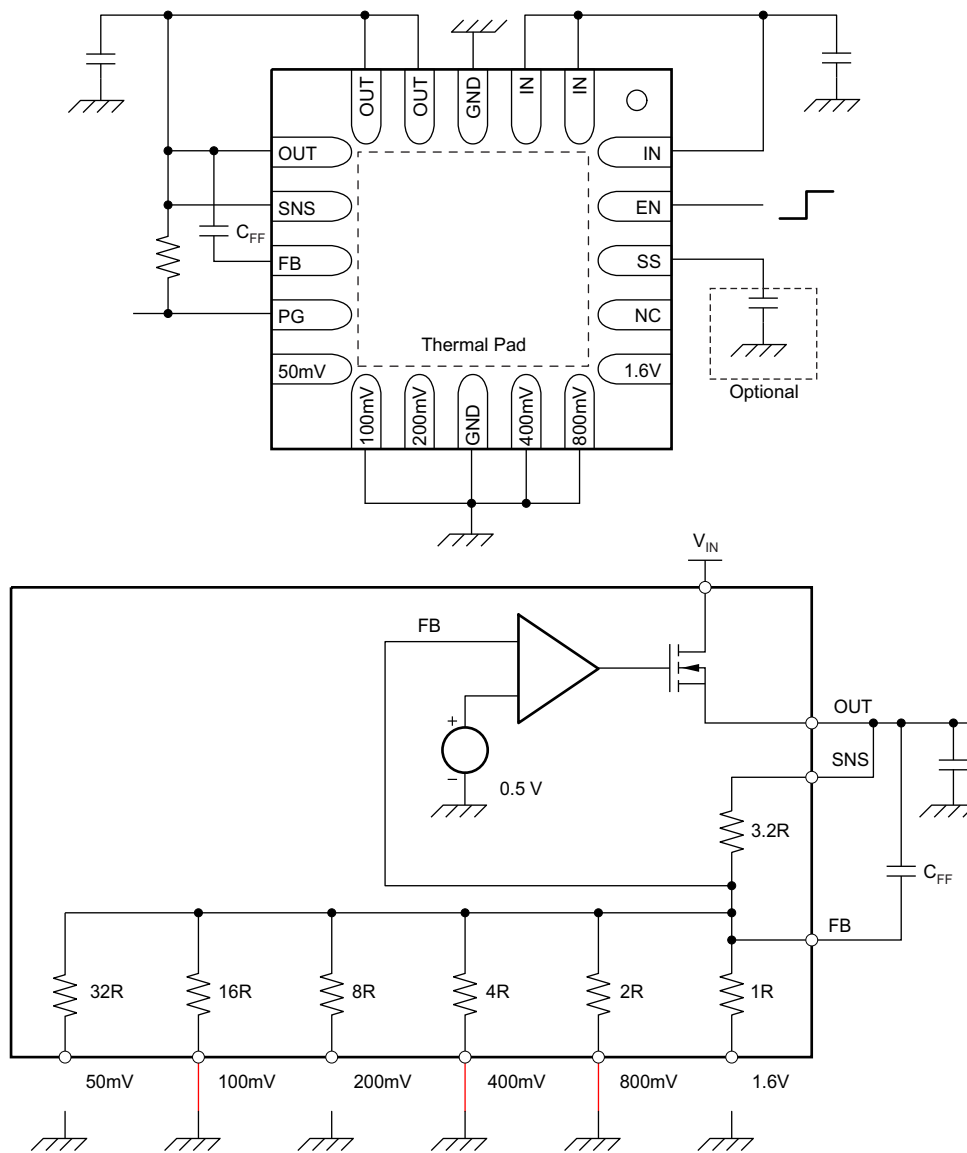 OUT
OUT
GND
IN
IN
OUT
IN
SNS
EN
CFF
FB
SS
PG
NC
Thermal Pad
50mV
1.6V
Optional
100mV
200mV
GND
400mV
800mV
VIN
FB
OUT
+
SNS
−
0.5 V
3.2R
CFF
FB
32R
16R
8R
4R
2R
1R
50mV
100mV
200mV
400mV
800mV
1.6V